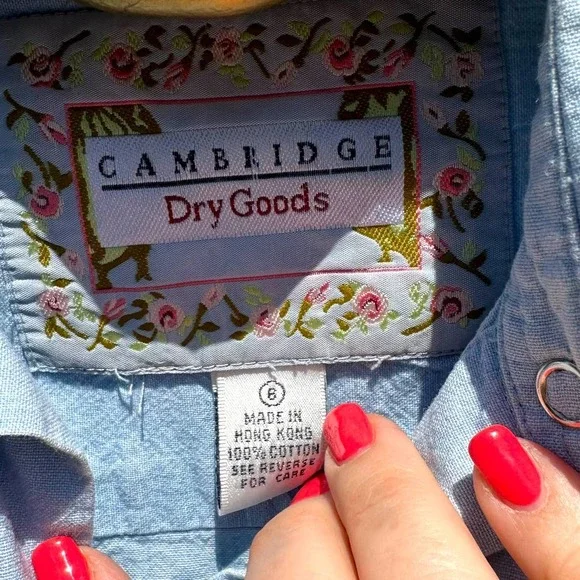 CAMBRIDGE
Dry Goods
6
MADE IN
HONG KONG
100% COTTON
SEE REVERSE
FOR CARE